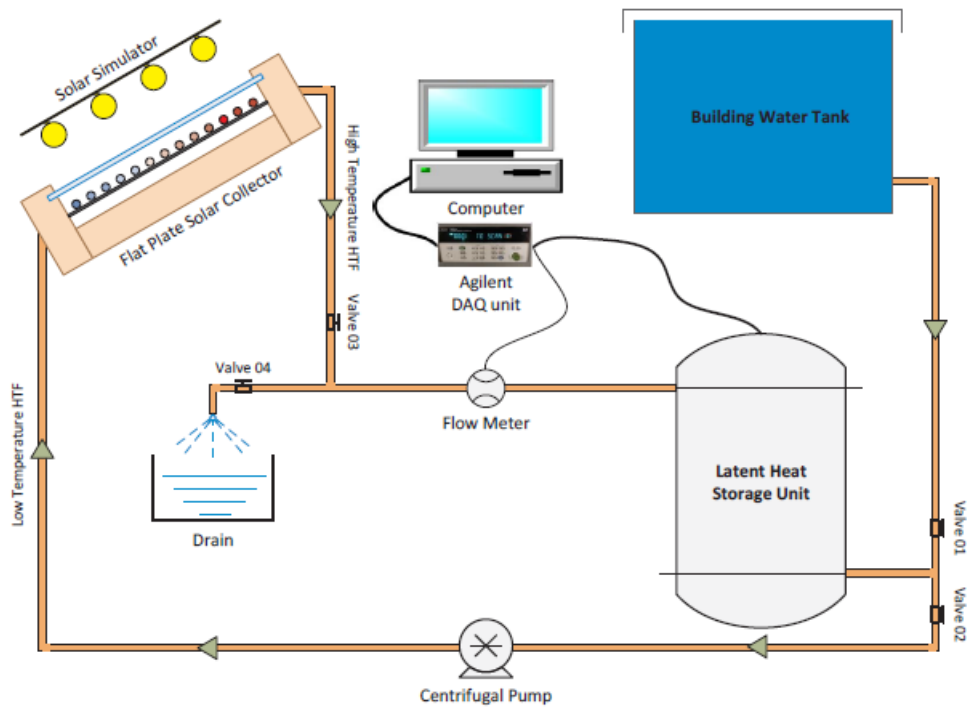 Solar Simulator
Flat Plate Solar Collector
High Temperature HTF
Valve 03
Low Temperature HTF
Computer
Agilent
DAQ unit
Building Water Tank
Valve 04
Flow Meter
Drain
Latent Heat
Storage Unit
Valve 01
Valve 02
Centrifugal Pump